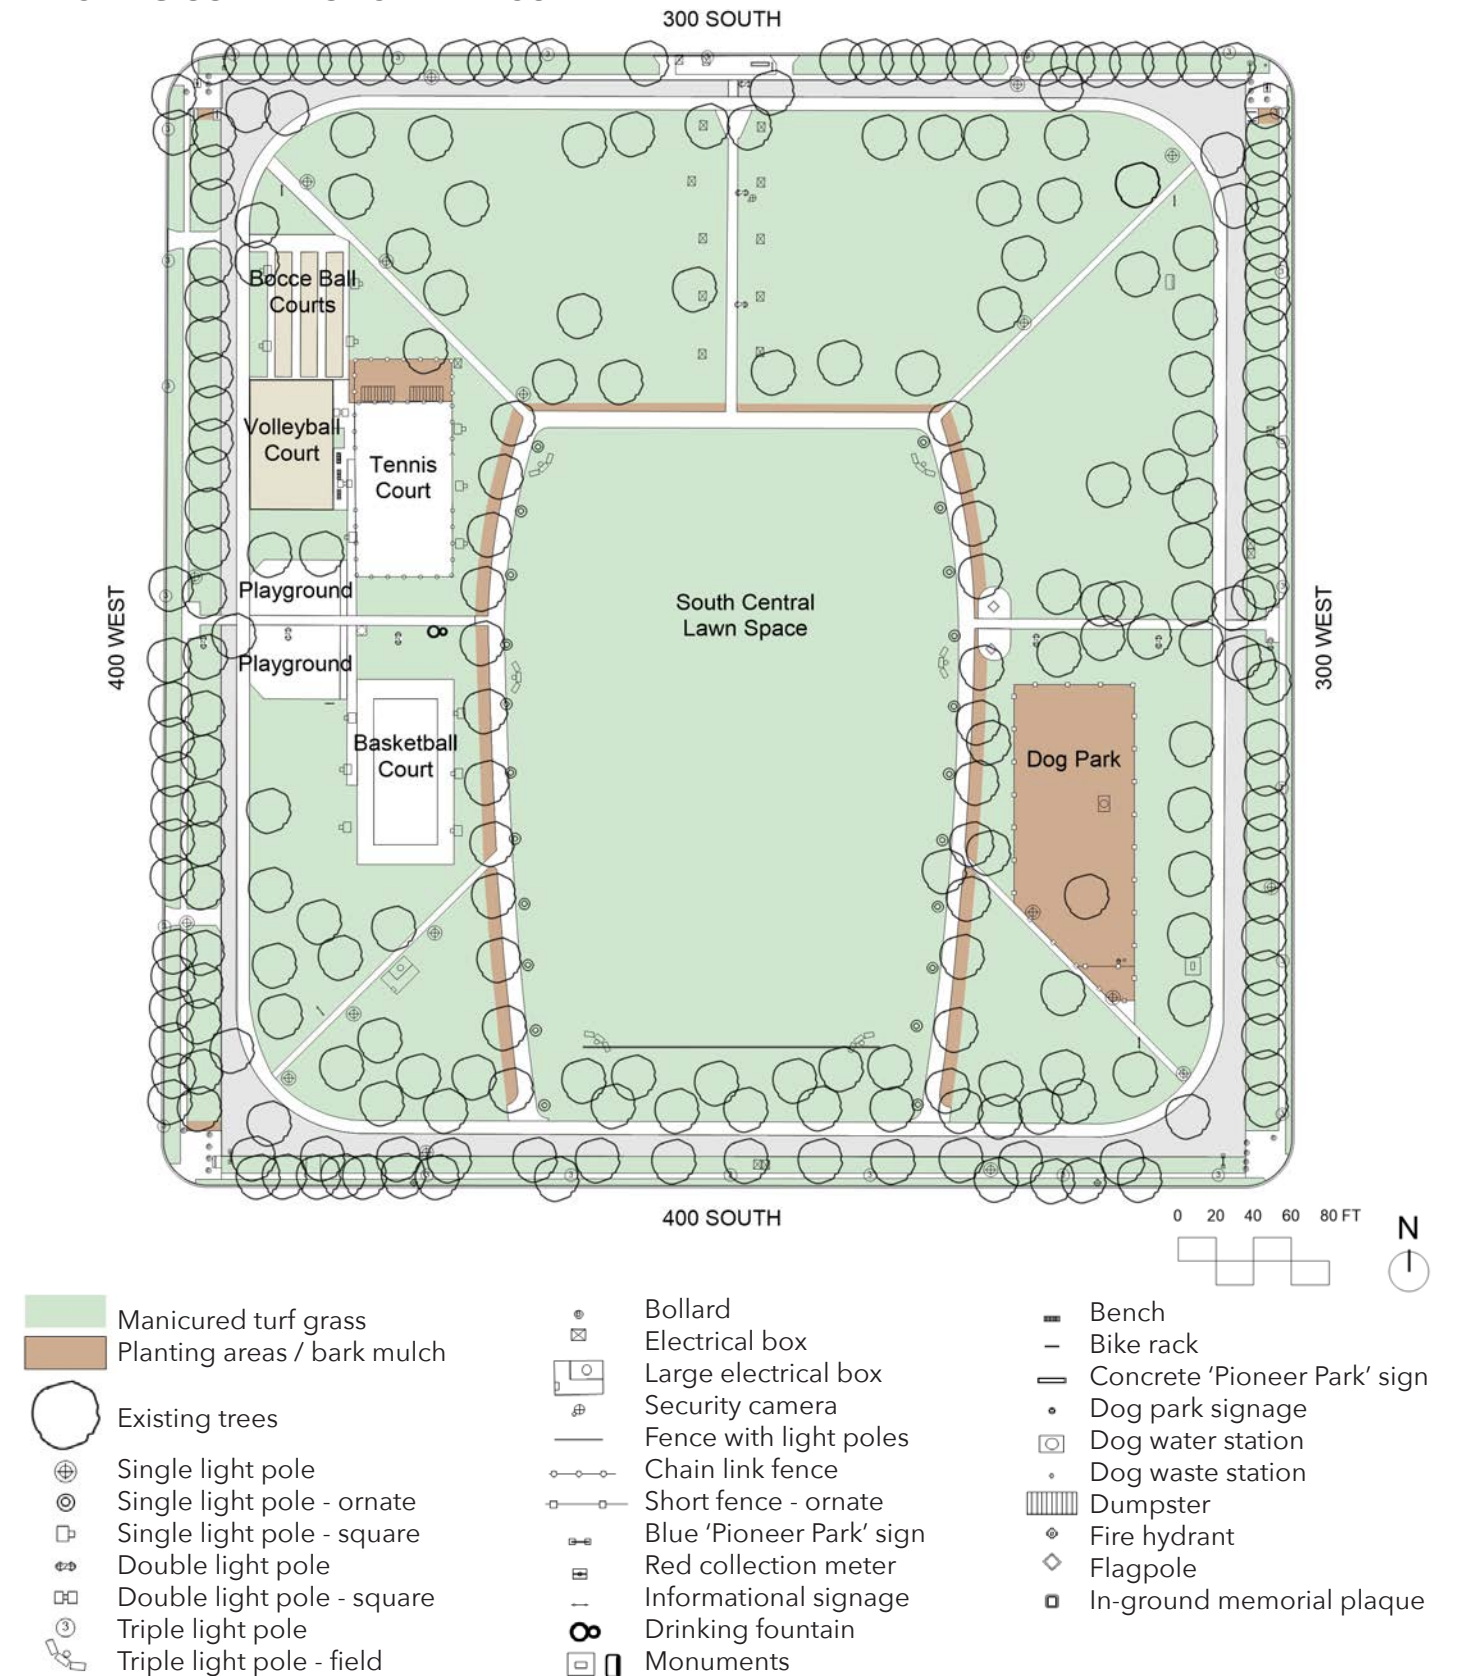 300 SOUTH
Bocce Ball
Courts
Volleyball
Court
Tennis
Court
Playground
Playground
South Central
Lawn Space
400 WEST
300 WEST
Basketball
Court
Dog Park
400 SOUTH
0 20 40 60 80 FT
N
Manicured turf grass
Planting areas / bark mulch
Existing trees
Single light pole
Single light pole - ornate
Single light pole - square
Double light pole
Double light pole - square
3 Triple light pole
Triple light pole - field
Bollard
Electrical box
Large electrical box
Security camera
Fence with light poles
Chain link fence
Short fence - ornate
Blue ‘Pioneer Park’ sign
Red collection meter
Informational signage
Drinking fountain
Monuments
Bench
Bike rack
Concrete ‘Pioneer Park’ sign
Dog park signage
Dog water station
Dog waste station
Dumpster
Fire hydrant
Flagpole
In-ground memorial plaque